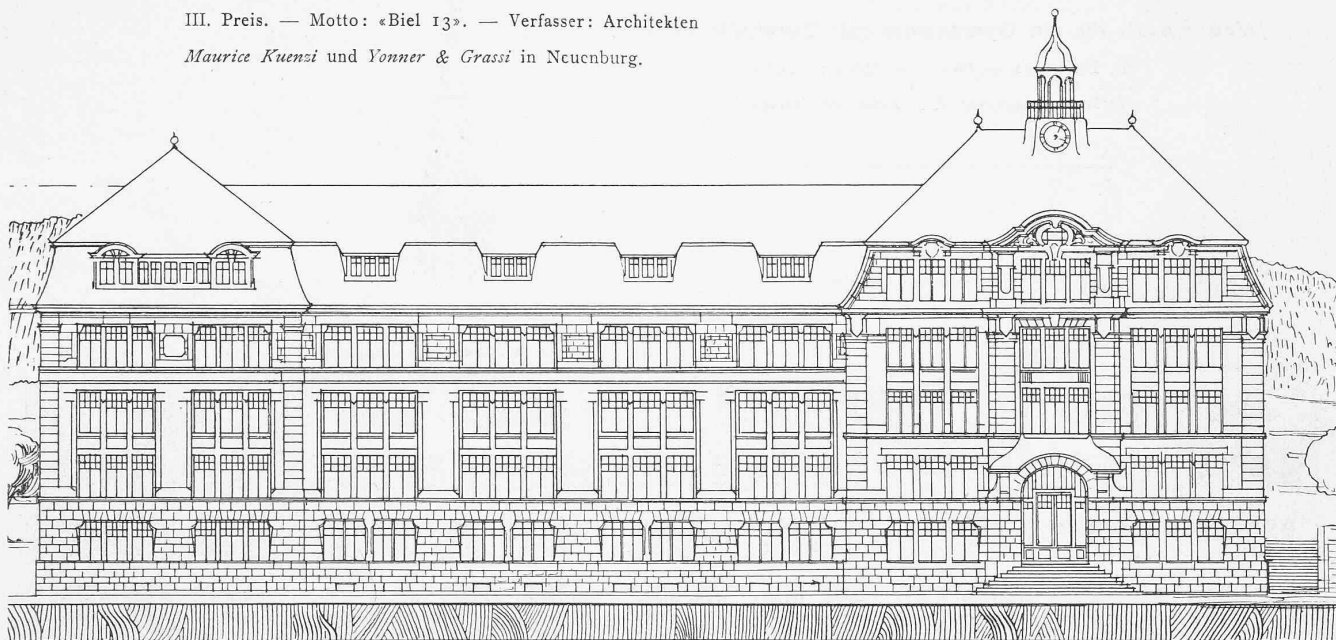 III. Preis. — Motto: «Biel 13». — Verfasser: Architekten
Maurice Kuenzi und Yonner & Grassi in Neuenburg.